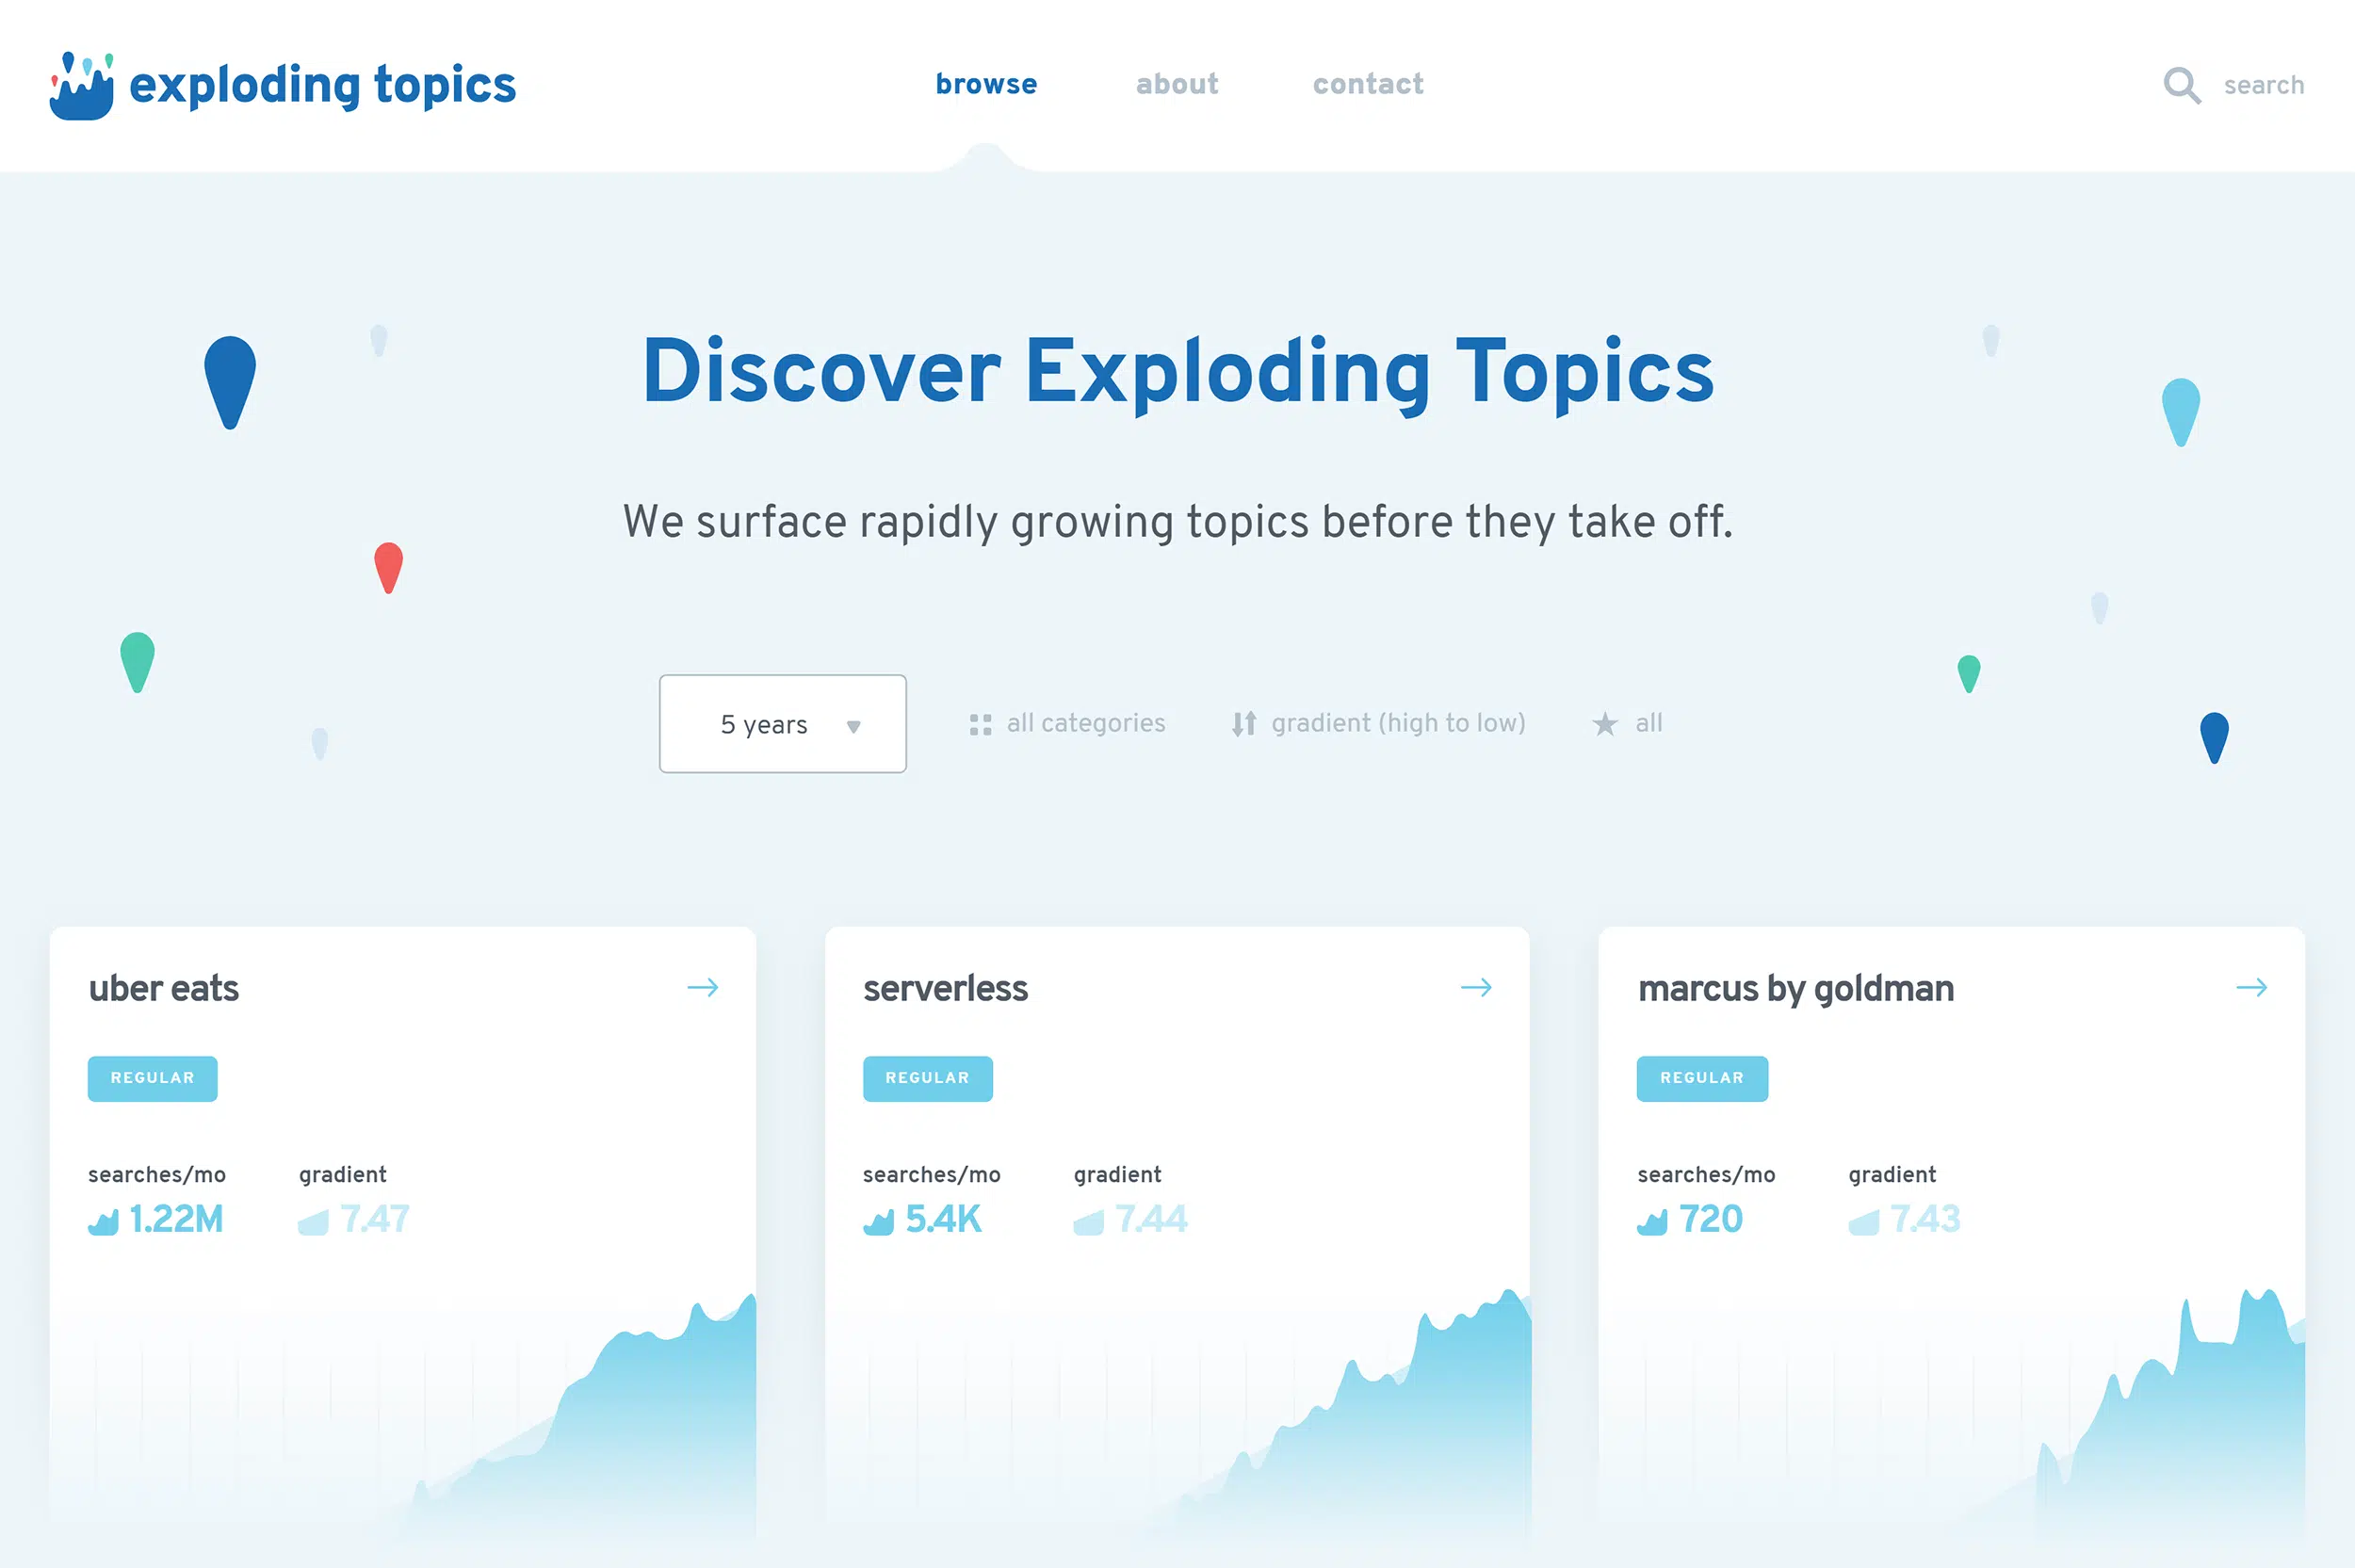 exploding topics
browse about contact
search
Discover Exploding Topics
We surface rapidly growing topics before they take off.
5 years all categories gradient (high to low) all
uber eats
REGULAR
searches/mo gradient
1.22M 7.47
serverless
REGULAR
searches/mo gradient
5.4K 7.44
marcus by goldman
REGULAR
searches/mo gradient
720 7.43